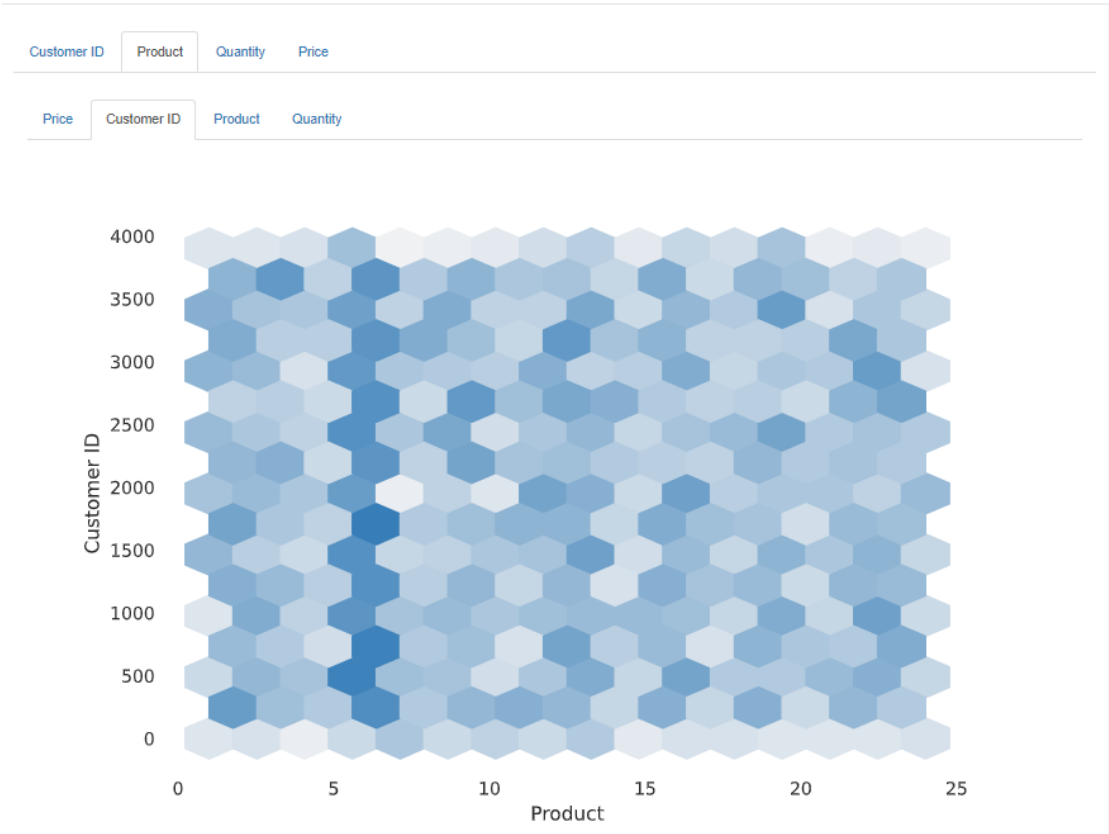 Customer ID Product Quantity Price
Price Customer ID Product Quantity
4000
3500
3000
2500
2000
1500
1000
500
0
Customer ID
0 5 10 15 20 25
Product